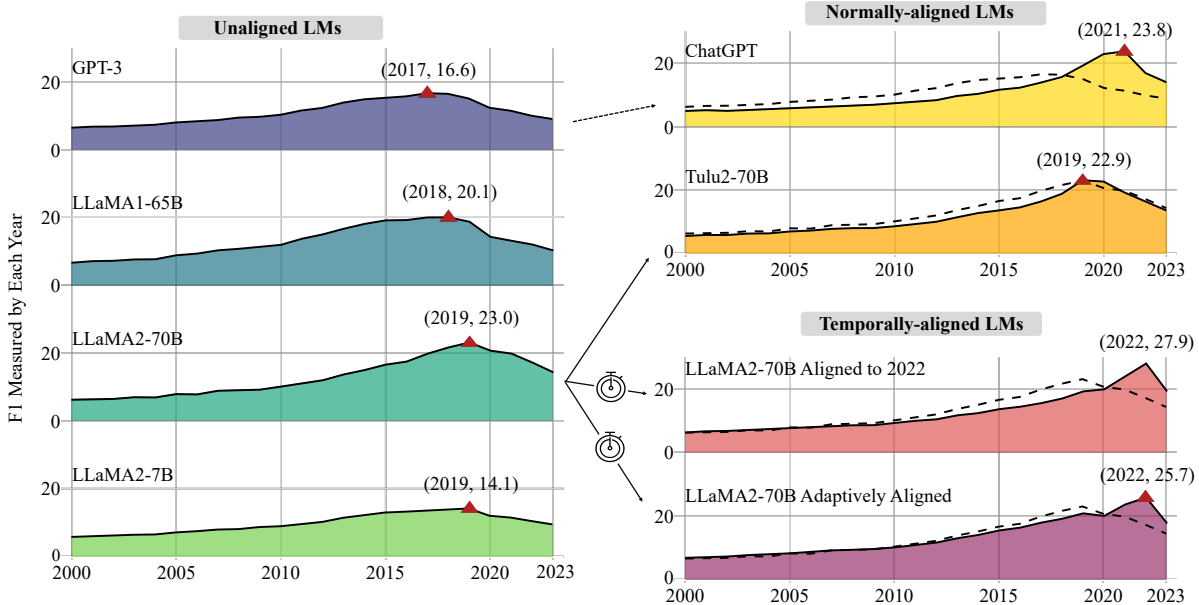 Unaligned LMs
F1 Measured by Each Year
GPT-3
(2017, 16.6)
20
0
LLaMA1-65B
(2018, 20.1)
20
0
LLaMA2-70B
(2019, 23.0)
20
0
LLaMA2-7B
(2019, 14.1)
20
0
2000 2005 2010 2015 2020 2023
Normally-aligned LMs
(2021, 23.8)
ChatGPT
20
0
(2019, 22.9)
Tulu2-70B
20
0
2000 2005 2010 2015 2020 2023
Temporally-aligned LMs
(2022, 27.9)
LLaMA2-70B Aligned to 2022
20
0
(2022, 25.7)
LLaMA2-70B Adaptively Aligned
20
0
2000 2005 2010 2015 2020 2023